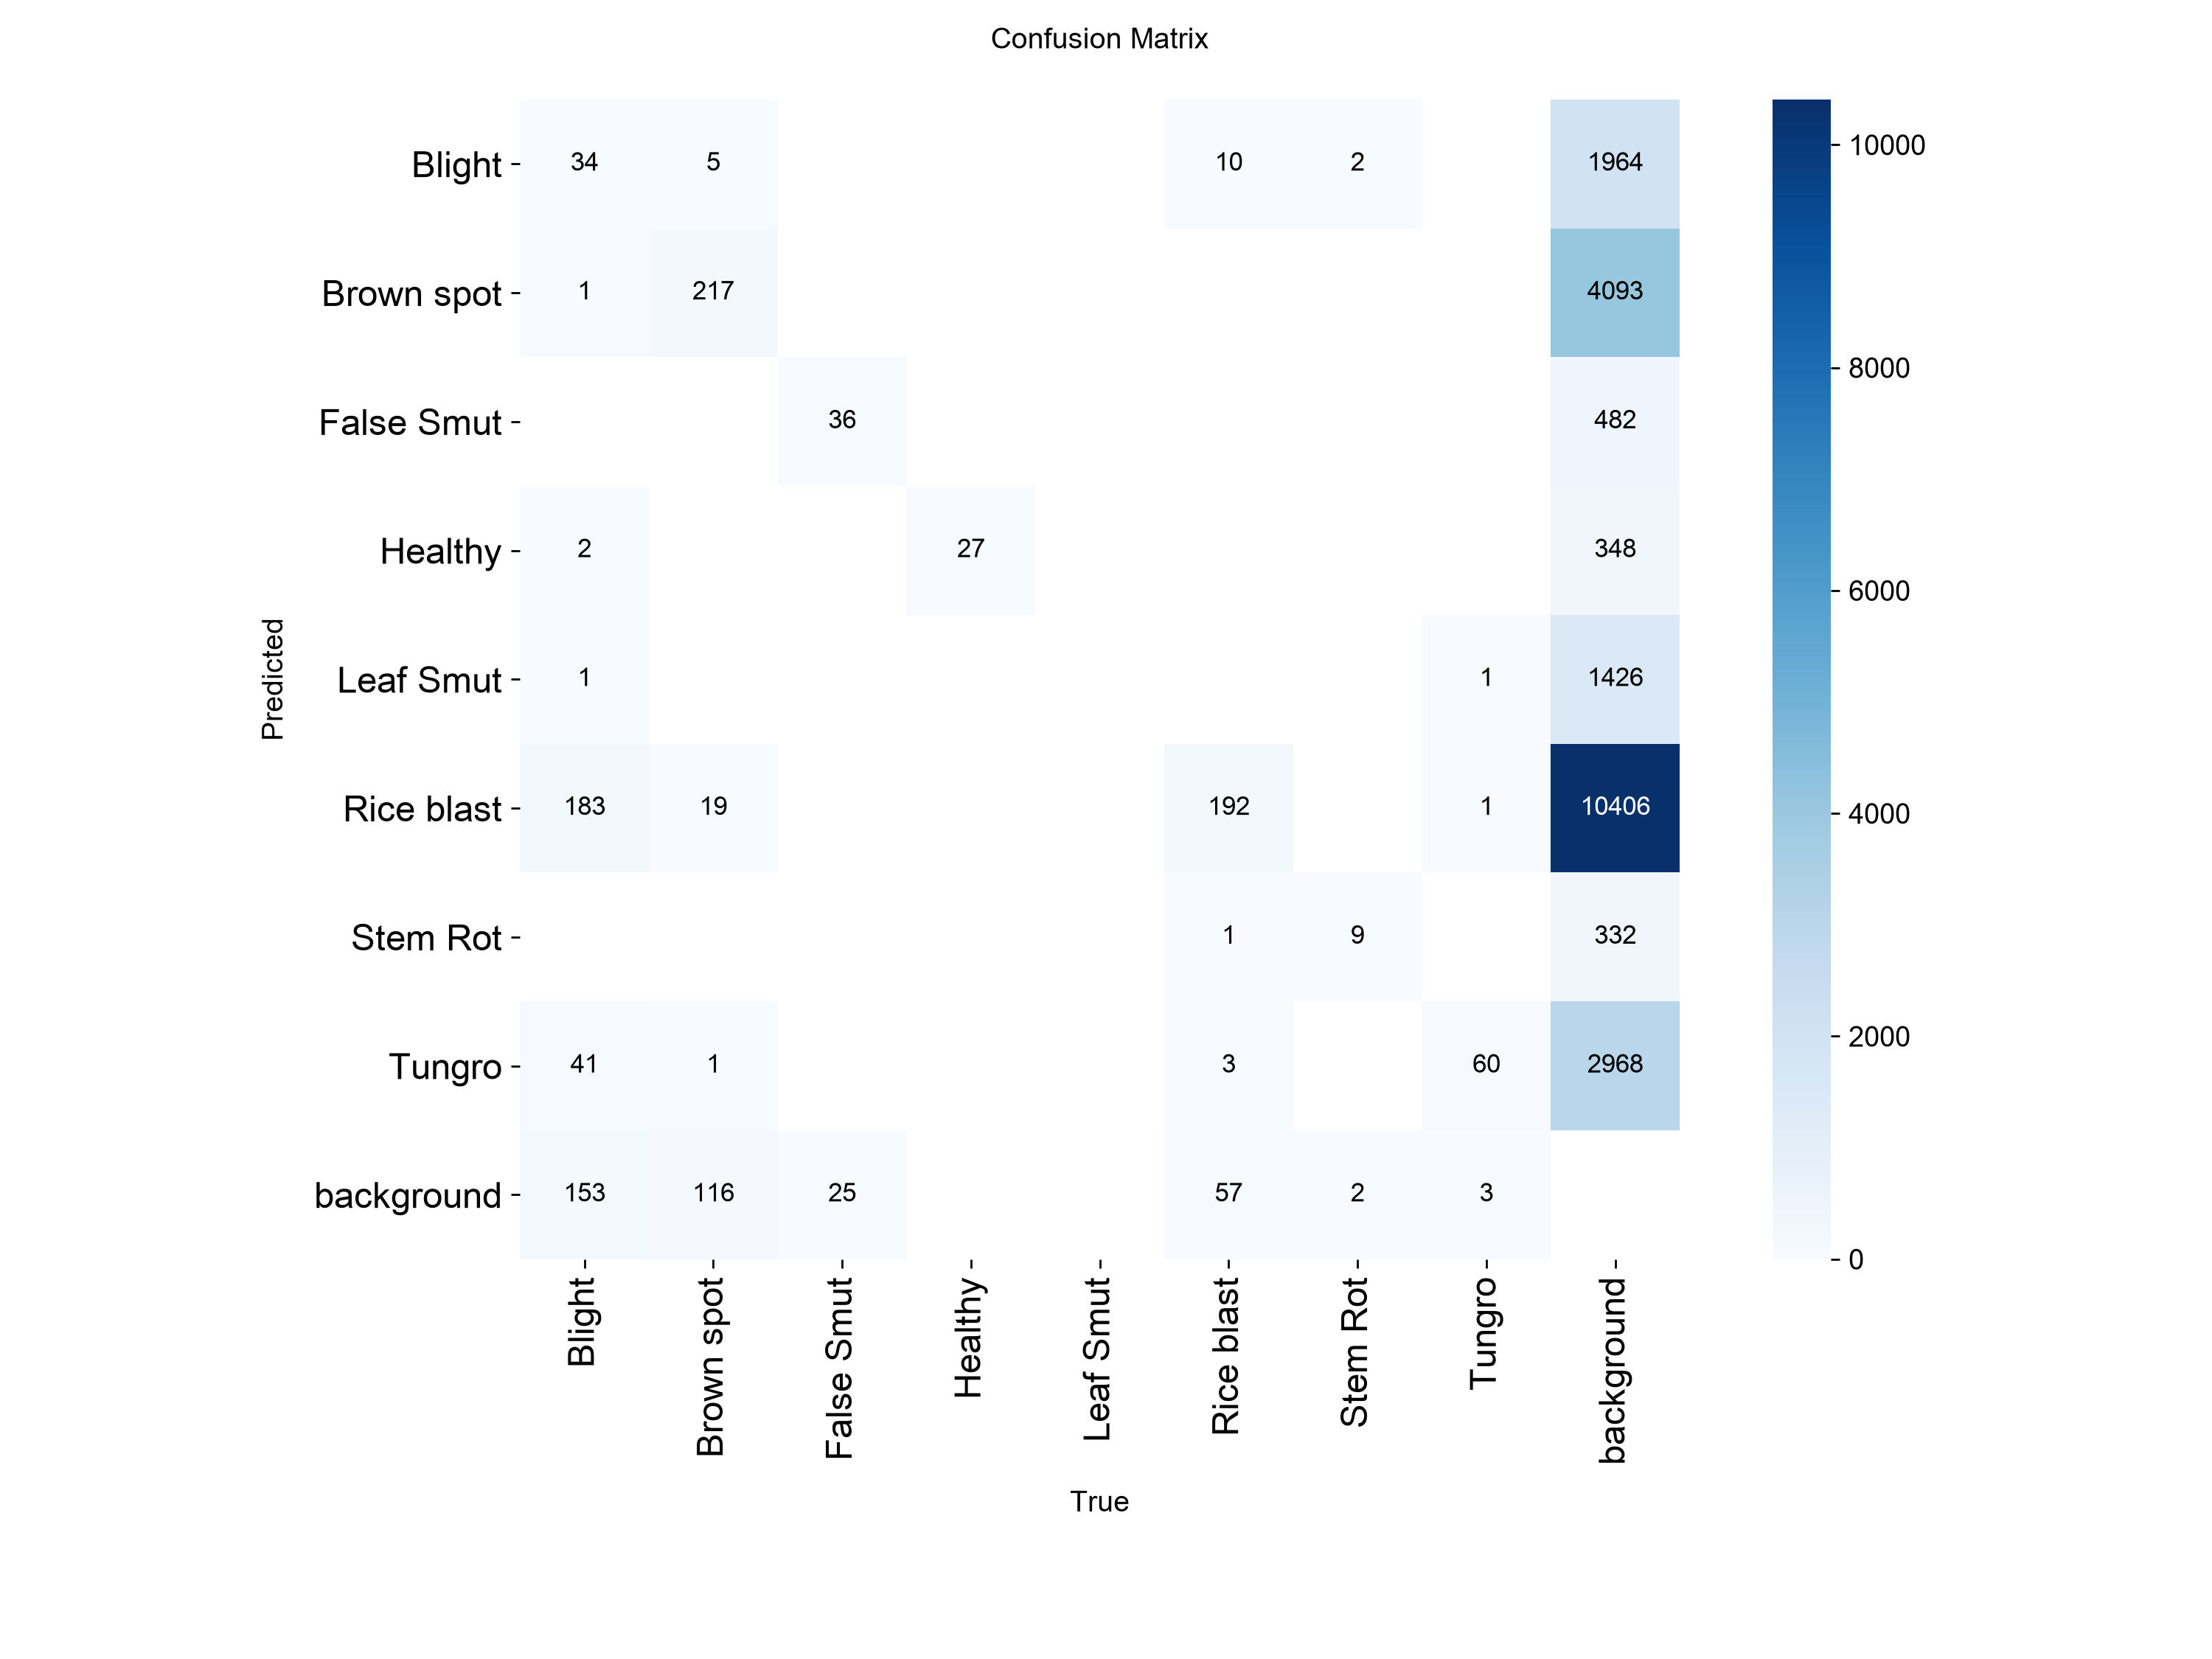 Confusion Matrix
Blight 34 5 10 2 1964
Brown spot 1 217 4093
False Smut 36 482
Healthy 2 27 348
Leaf Smut 1 1 1426
Rice blast 183 19 192 1 10406
Stem Rot 1 9 332
Tungro 41 1 3 60 2968
background 153 116 25 57 2 3
Predicted
Blight Brown spot False Smut Healthy Leaf Smut Rice blast Stem Rot Tungro background
True
10000
8000
6000
4000
2000
0